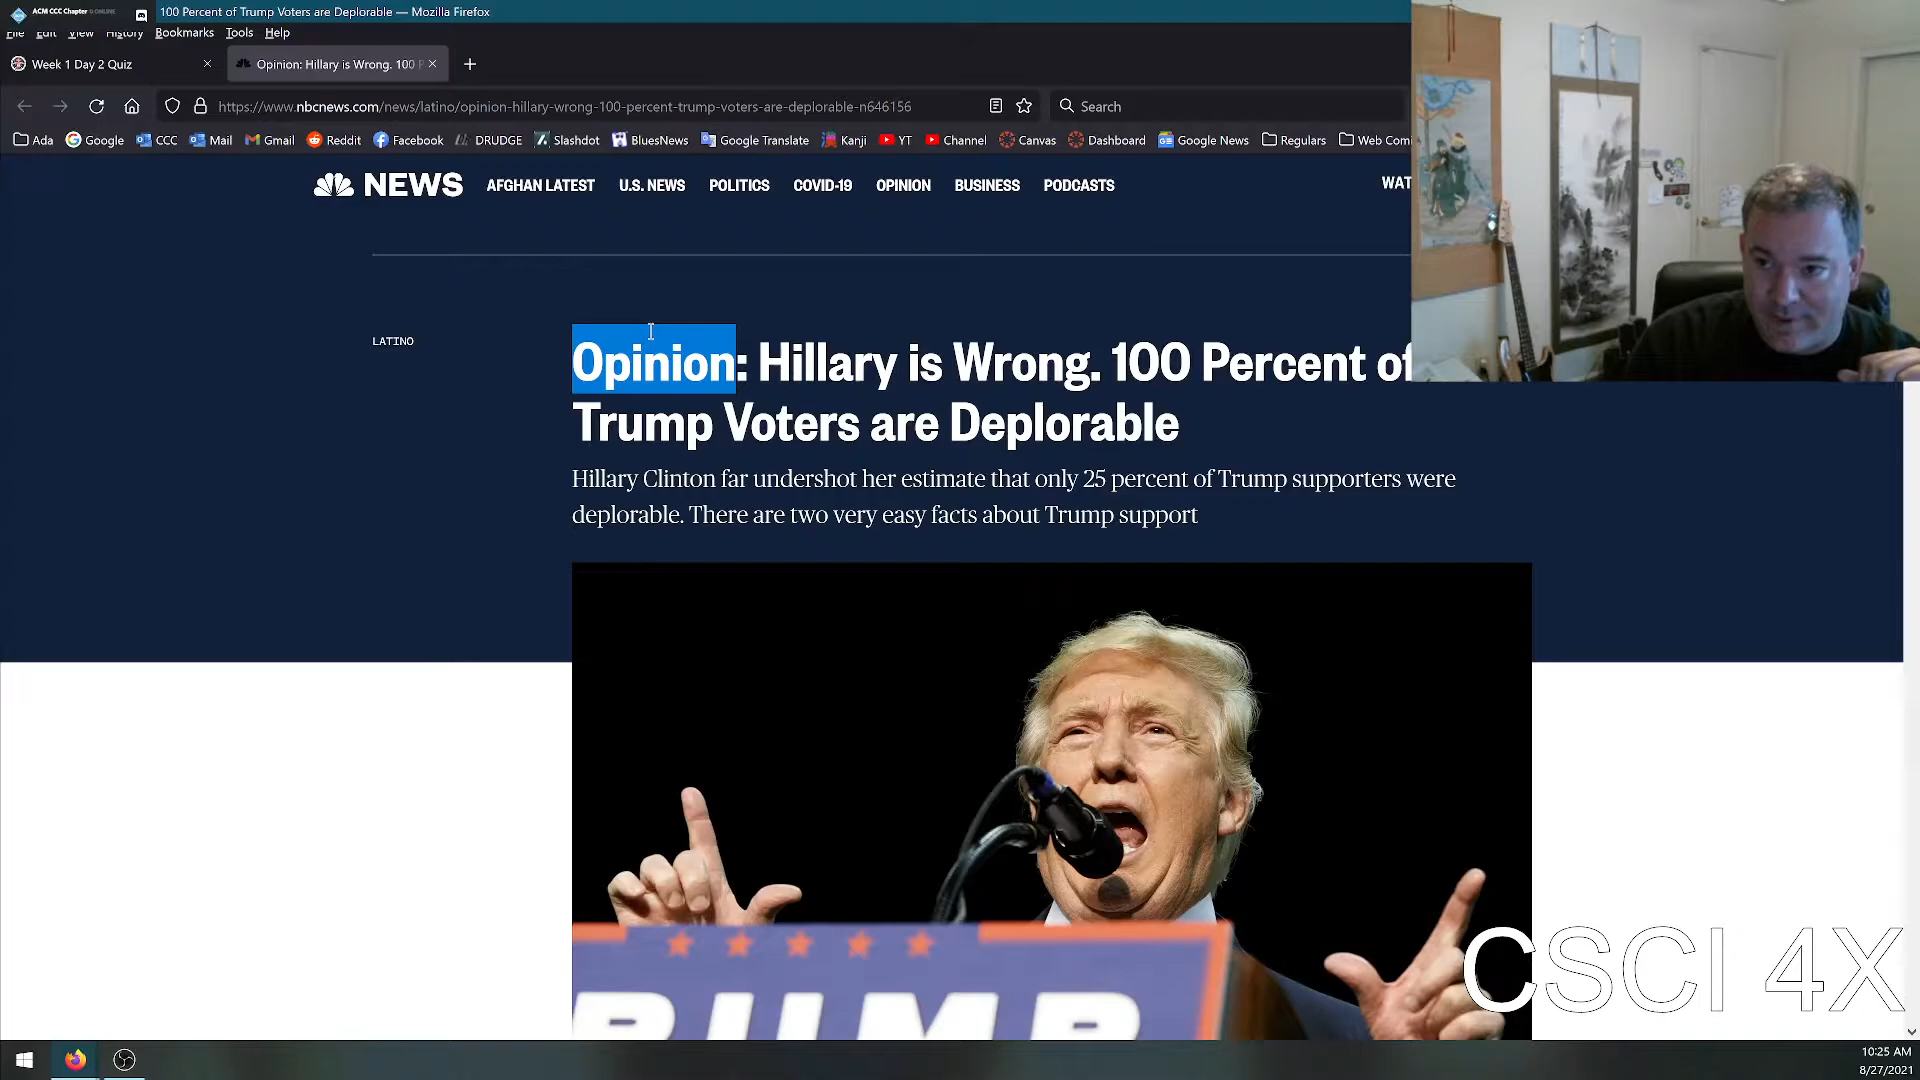 ACM CCC Chapter
100 Percent of Trump Voters are Deplorable — Mozilla Firefox
File Edit View History Bookmarks Tools Help
Week 1 Day 2 Quiz
Opinion: Hillary is Wrong. 100 P
https://www.nbcnews.com/news/latino/opinion-hillary-wrong-100-percent-trump-voters-are-deplorable-n646156
Search
Ada Google CCC Mail Gmail Reddit Facebook DRUDGE Slashdot BluesNews Google Translate Kanji YT Channel Canvas Dashboard Google News Regulars Web Comi
NEWS AFGHAN LATEST U.S. NEWS POLITICS COVID-19 OPINION BUSINESS PODCASTS WAT
LATINO
Opinion: Hillary is Wrong. 100 Percent of
Trump Voters are Deplorable
Hillary Clinton far undershot her estimate that only 25 percent of Trump supporters were
deplorable. There are two very easy facts about Trump support
TRUMP
CSCI 4X
10:25 AM
8/27/2021